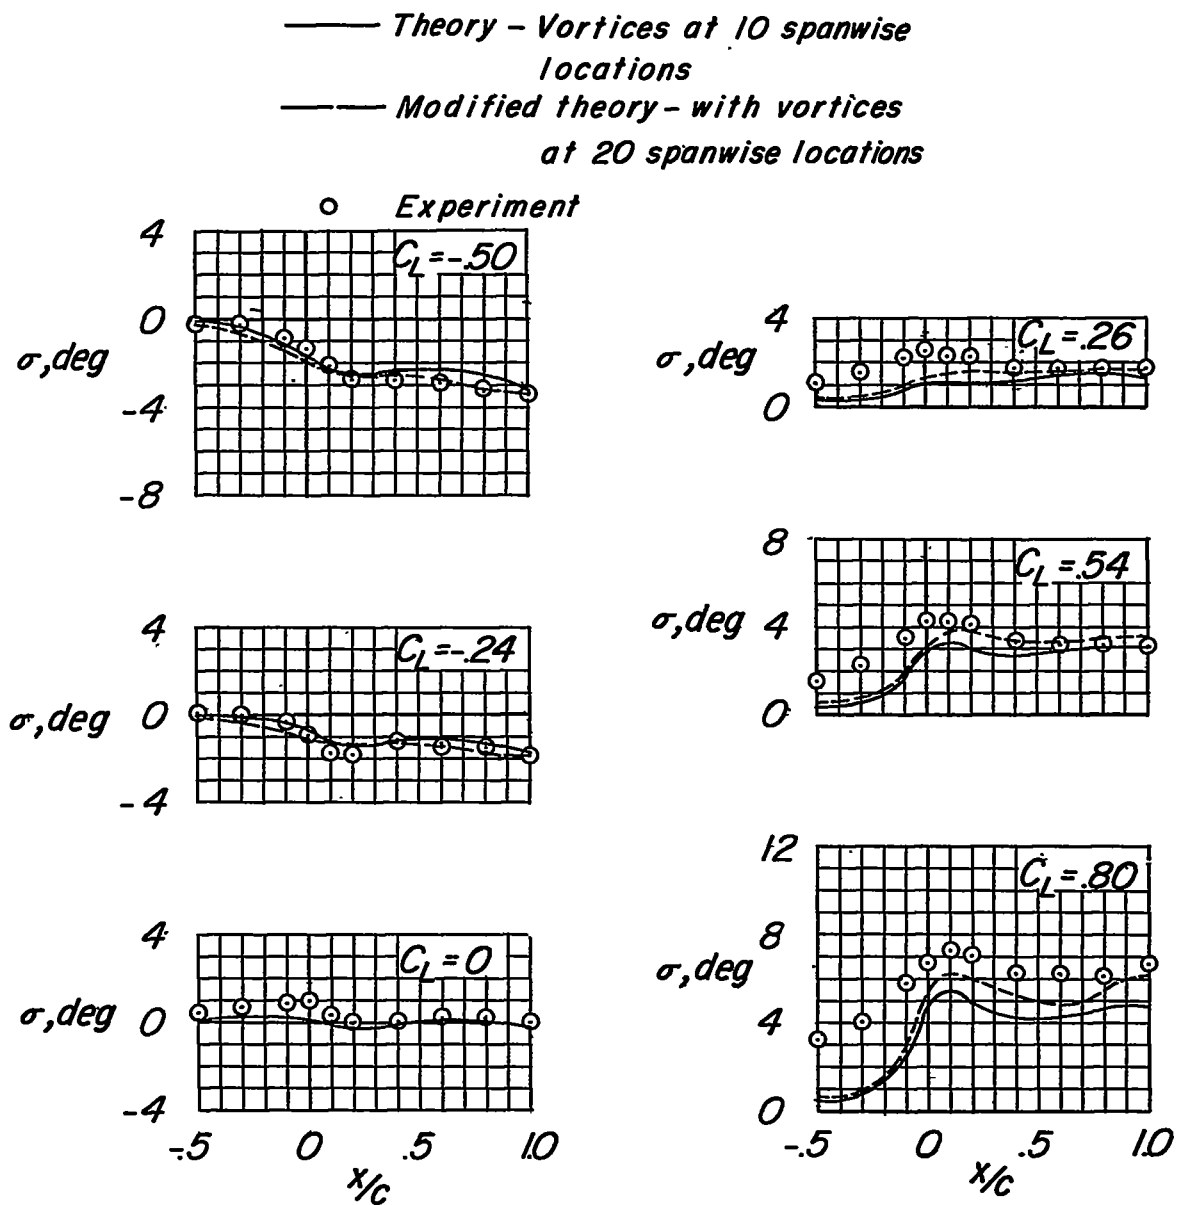 Theory – Vortices at 10 spanwise
locations
Modified theory – with vortices
at 20 spanwise locations
Experiment
4
0
-4
-8
σ,deg
C_L=-.50
4
0
-4
σ,deg
C_L=-.24
4
0
-4
σ,deg
C_L=0
-.5 0 .5 1.0
x/c
4
0
σ,deg
C_L=.26
8
4
0
σ,deg
C_L=.54
12
8
4
0
σ,deg
C_L=.80
-.5 0 .5 1.0
x/c